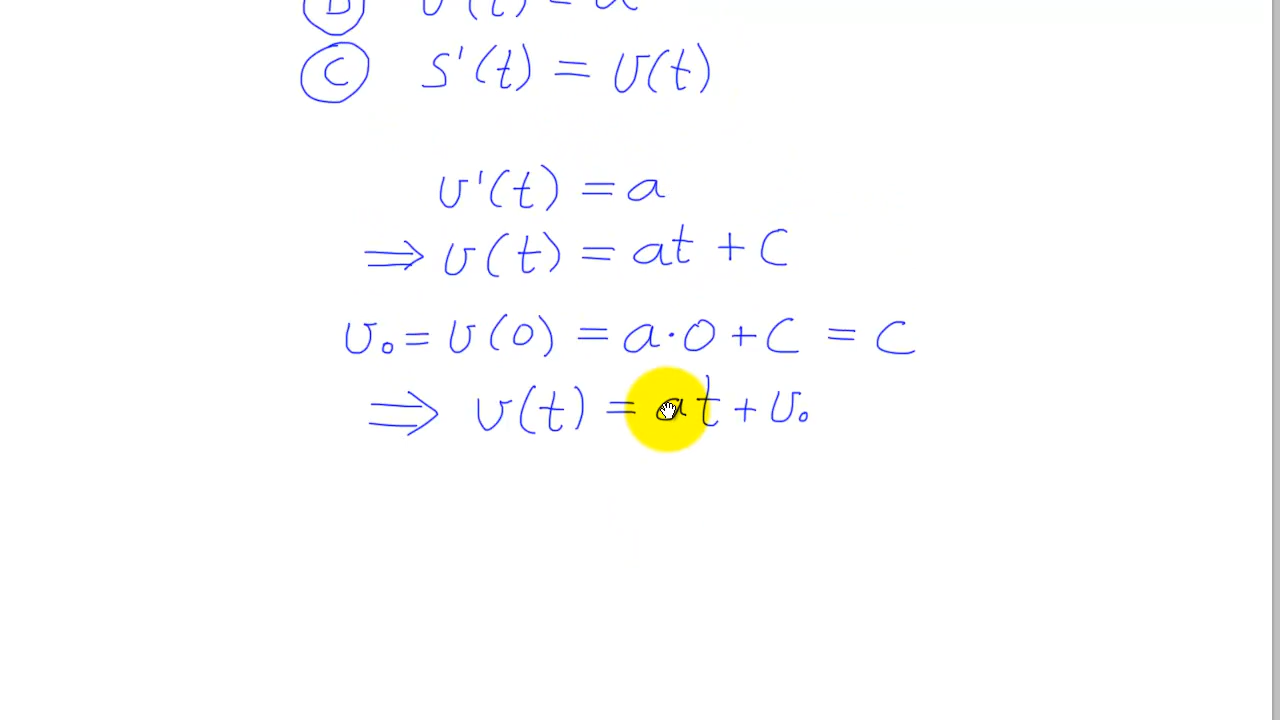 Ⓑ v'(t) = a
Ⓒ s'(t) = v(t)
v'(t) = a
⇒ v(t) = at + C
v₀ = v(0) = a·0 + C = C
⇒ v(t) = at + v₀